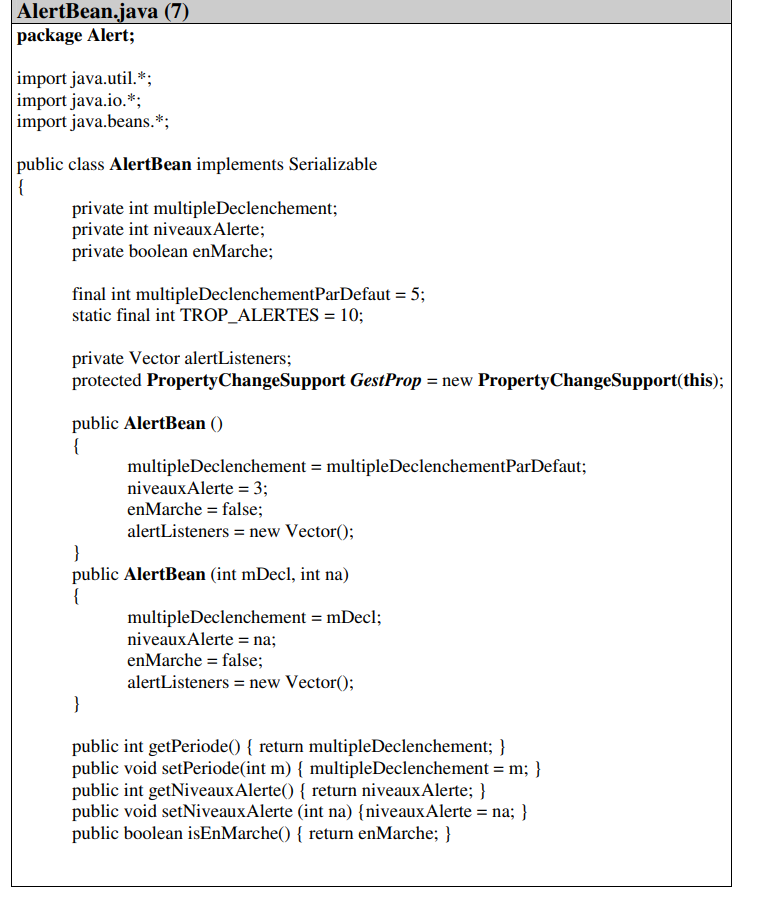 AlertBean.java (7)
package Alert;
import java.util.*;
import java.io.*;
import java.beans.*;
public class AlertBean implements Serializable
{
private int multipleDeclenchement;
private int niveauxAlerte;
private boolean enMarche;
final int multipleDeclenchementParDefaut = 5;
static final int TROP_ALERTES = 10;
private Vector alertListeners;
protected PropertyChangeSupport GestProp = new PropertyChangeSupport(this);
public AlertBean ()
{
multipleDeclenchement = multipleDeclenchementParDefaut;
niveauxAlerte = 3;
enMarche = false;
alertListeners = new Vector();
}
public AlertBean (int mDecl, int na)
{
multipleDeclenchement = mDecl;
niveauxAlerte = na;
enMarche = false;
alertListeners = new Vector();
}
public int getPeriode() { return multipleDeclenchement; }
public void setPeriode(int m) { multipleDeclenchement = m; }
public int getNiveauxAlerte() { return niveauxAlerte; }
public void setNiveauxAlerte (int na) {niveauxAlerte = na; }
public boolean isEnMarche() { return enMarche; }